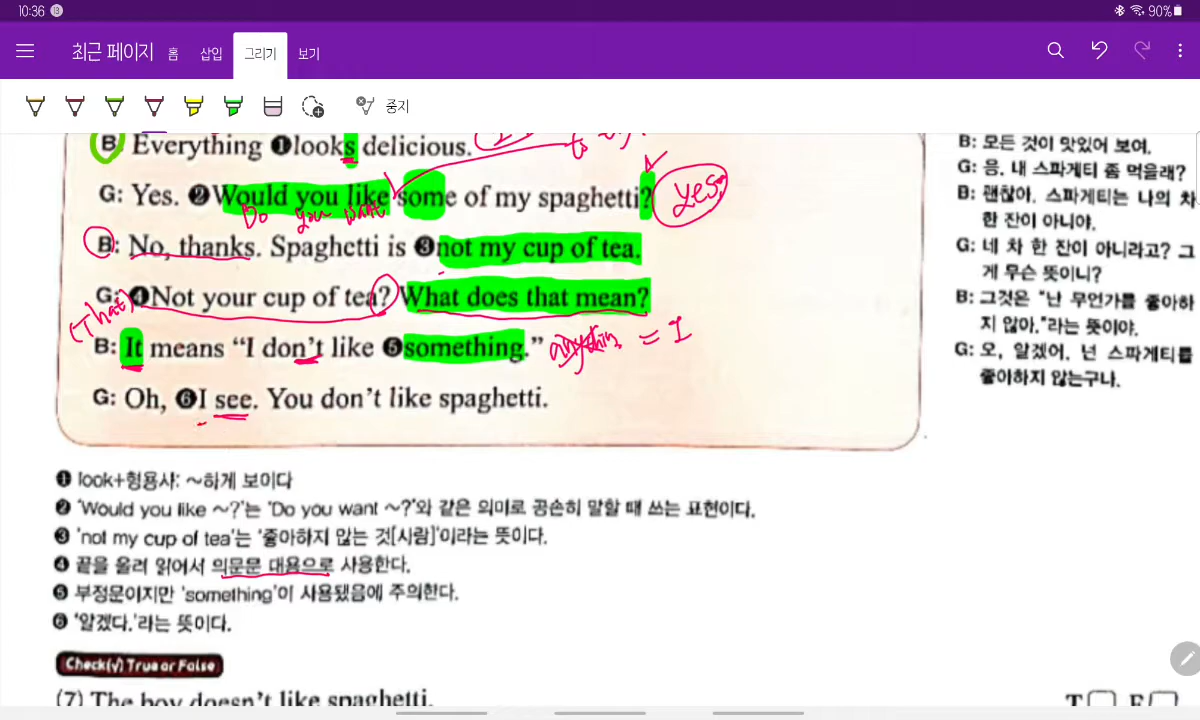 10:36
90%
최근 페이지 홈 삽입 그리기 보기
중지
B: Everything ❶looks delicious.
G: Yes. ❷Would you like some of my spaghetti?
yes.
Do you want
B: No, thanks. Spaghetti is ❸not my cup of tea.
G: ❹Not your cup of tea? What does that mean?
(That)
B: It means “I don’t like ❺something.” = I
G: Oh, ❻I see. You don’t like spaghetti.
B: 모든 것이 맛있어 보여.
G: 응. 내 스파게티 좀 먹을래?
B: 괜찮아. 스파게티는 나의 차
한 잔이 아니야.
G: 네 차 한 잔이 아니라고? 그
게 무슨 뜻이니?
B: 그것은 “난 무언가를 좋아하
지 않아.”라는 뜻이야.
G: 오, 알겠어. 넌 스파게티를
좋아하지 않는구나.
❶ look+형용사: ~하게 보이다
❷ ‘Would you like ~?’는 ‘Do you want ~?’와 같은 의미로 공손히 말할 때 쓰는 표현이다.
❸ ‘not my cup of tea’는 ‘좋아하지 않는 것[사람]’이라는 뜻이다.
❹ 끝을 올려 읽어서 의문문 대용으로 사용한다.
❺ 부정문이지만 ‘something’이 사용됐음에 주의한다.
❻ ‘알겠다.’라는 뜻이다.
Check(√) True or False
(7) The boy doesn’t like spaghetti. T F